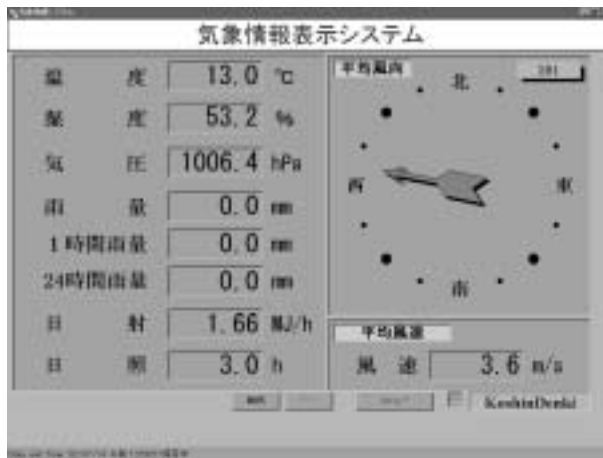 気象情報表示システム
温度 13.0 ℃
湿度 53.2 %
気圧 1006.4 hPa
雨量 0.0 mm
1時間雨量 0.0 mm
24時間雨量 0.0 mm
日射 1.66 MJ/h
日照 3.0 h
平均風向
北
西
東
南
平均風速
風速 3.6 m/s
KoshinDenki